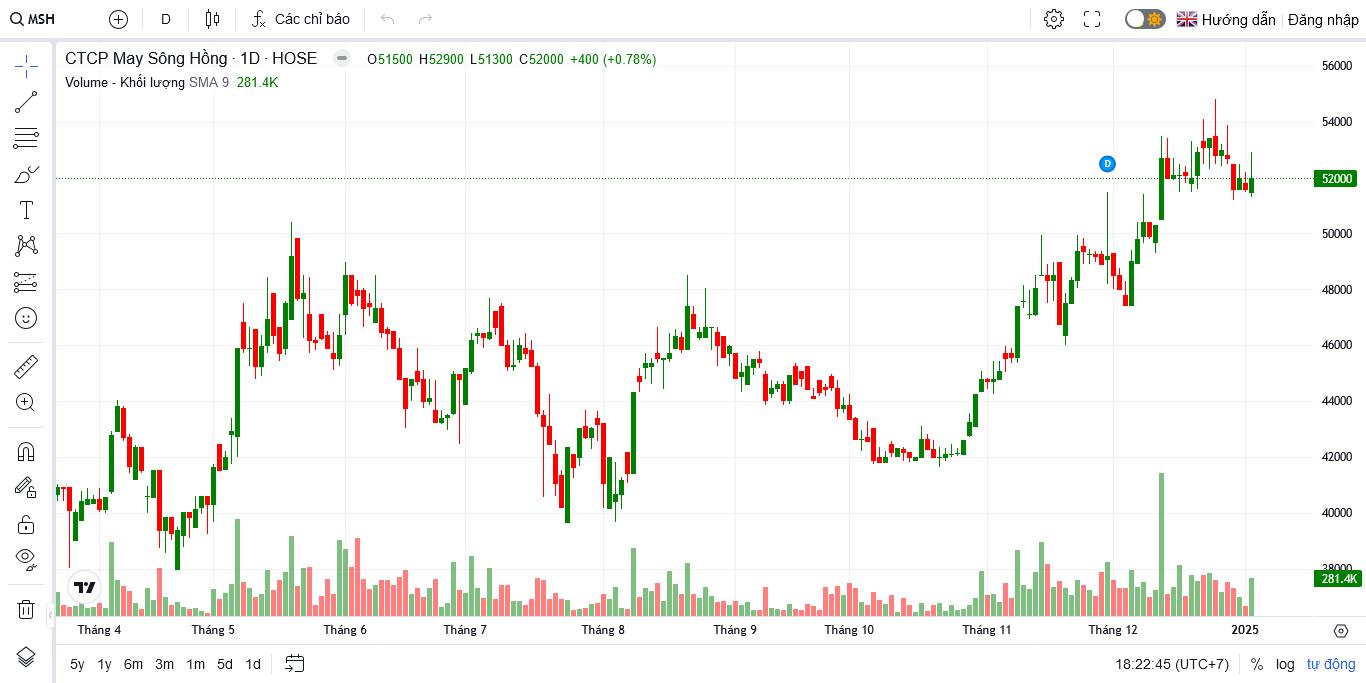 MSH D Các chỉ báo Hướng dẫn Đăng nhập
CTCP May Sông Hồng · 1D · HOSE O51500 H52900 L51300 C52000 +400 (+0.78%)
Volume - Khối lượng SMA 9 281.4K
56000
54000
D
52000
50000
48000
46000
44000
42000
40000
38000
281.4K
Tháng 4 Tháng 5 Tháng 6 Tháng 7 Tháng 8 Tháng 9 Tháng 10 Tháng 11 Tháng 12 2025
5y 1y 6m 3m 1m 5d 1d 18:22:45 (UTC+7) % log tự động